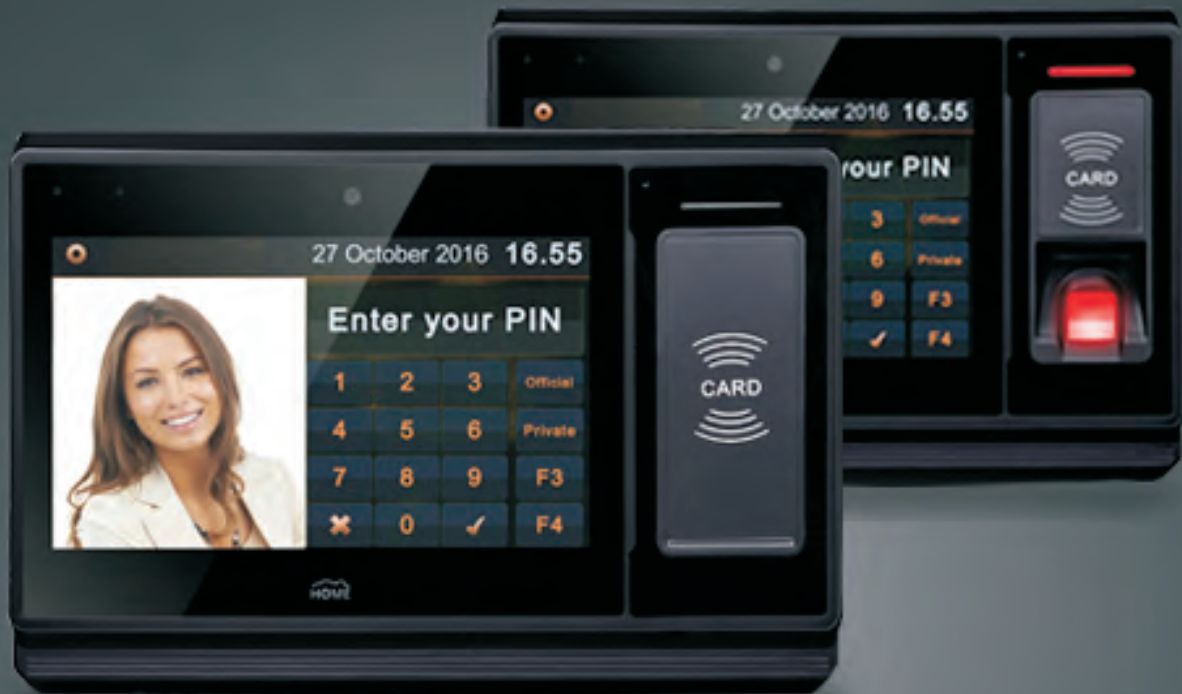 27 October 2016 16.55
Enter your PIN
1 2 3 Official
4 5 6 Private
7 8 9 F3
0 F4
CARD
HOME
27 October 2016 16.55
your PIN
3 Official
6 Private
9 F3
F4
CARD